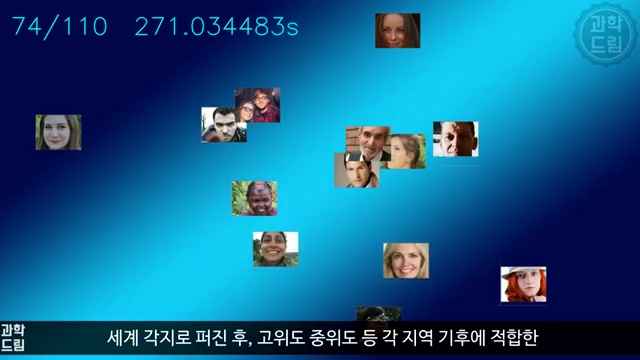 74/110 271.034483s
과학
드림
과학
드림
세계 각지로 퍼진 후, 고위도 중위도 등 각 지역 기후에 적합한